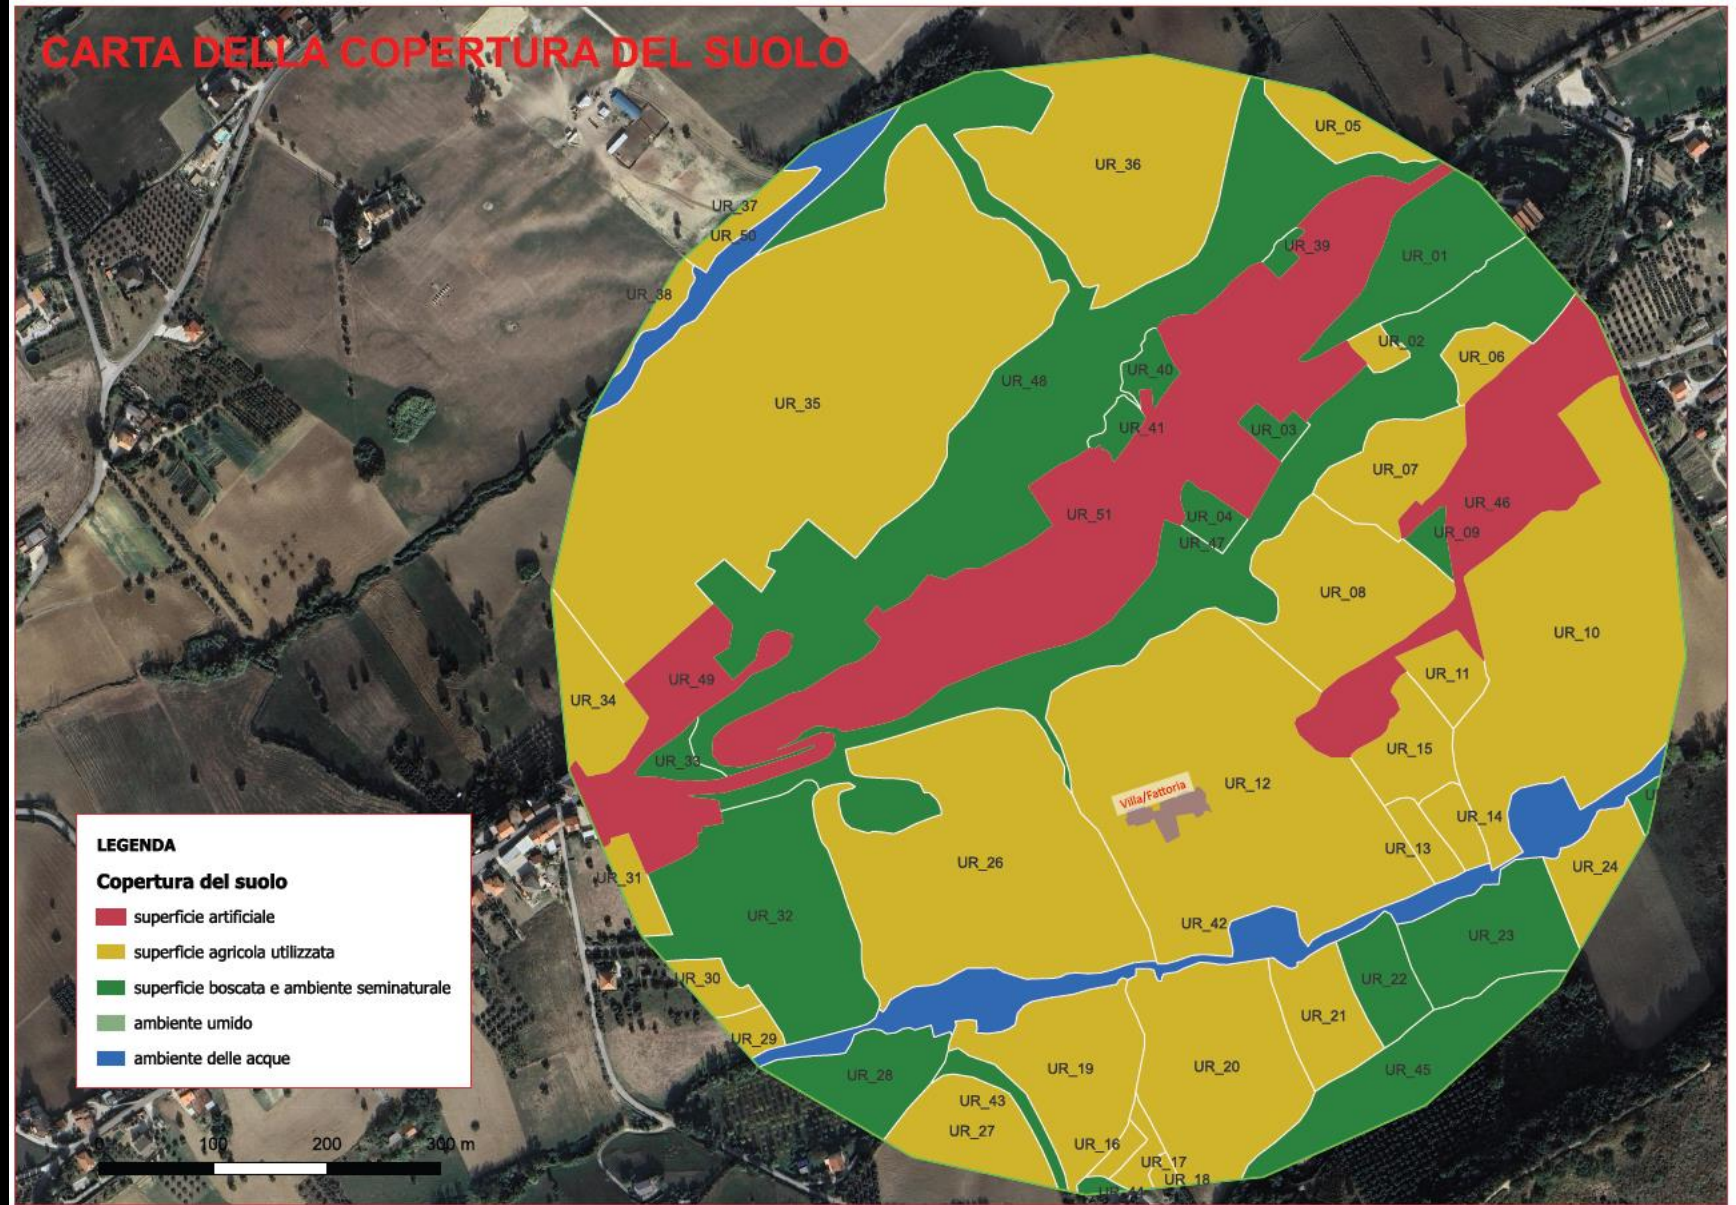 CARTA DELLA COPERTURA DEL SUOLO
UR_05
UR_36
UR_37
UR_50
UR_39
UR_01
UR_38
UR_02
UR_06
UR_40
UR_48
UR_35
UR_41
UR_03
UR_07
UR_51
UR_04
UR_46
UR_47
UR_09
UR_08
UR_10
UR_49
UR_34
UR_11
UR_15
UR_33
UR_12
Villa/Fattoria
UR_14
UR_13
UR_26
UR_24
UR_31
UR_32
UR_42
UR_23
UR_30
UR_22
UR_21
UR_29
UR_28
UR_19
UR_20
UR_45
UR_43
UR_27
UR_16
UR_17
UR_18
LEGENDA
Copertura del suolo
superficie artificiale
superficie agricola utilizzata
superficie boscata e ambiente seminaturale
ambiente umido
ambiente delle acque
0 100 200 300 m